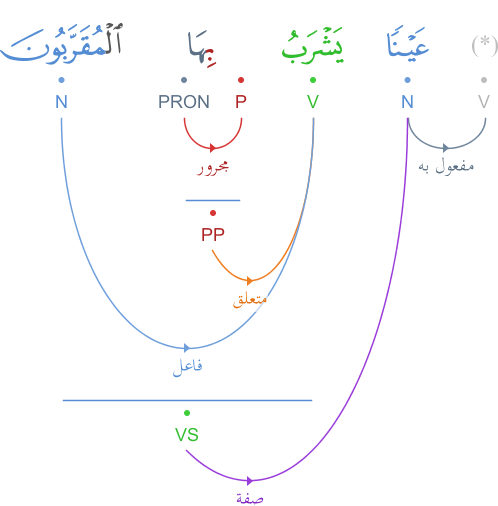 (*) عَيْنًا يَشْرَبُ بِهَا ٱلْمُقَرَّبُونَ
V N V P PRON N
مفعول به
مجرور
PP
متعلق
فاعل
VS
صفة